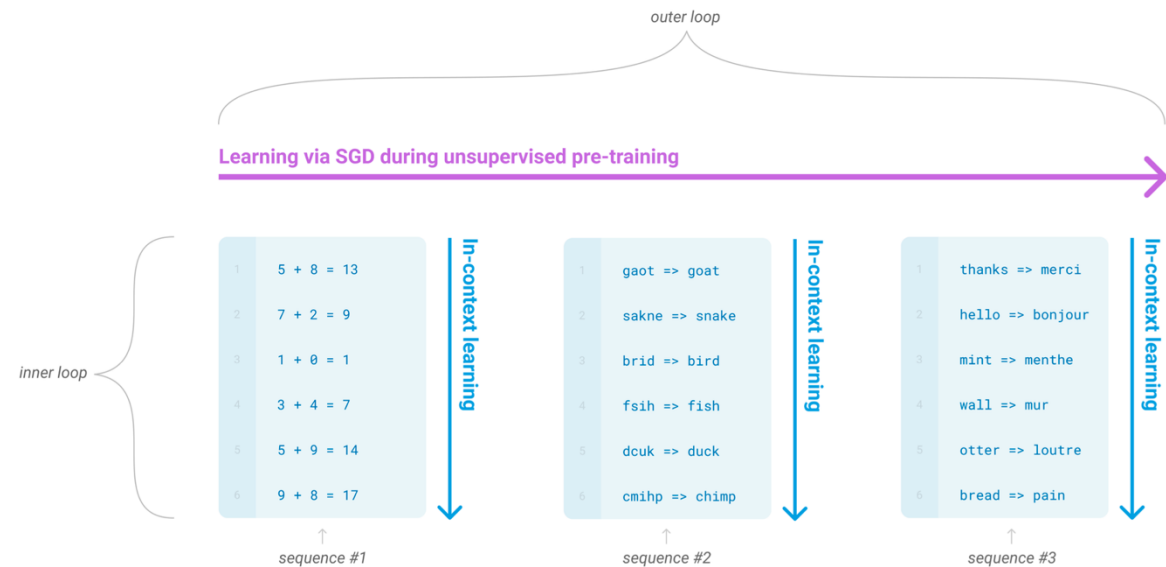 outer loop
Learning via SGD during unsupervised pre-training
inner loop
1 5 + 8 = 13
2 7 + 2 = 9
3 1 + 0 = 1
4 3 + 4 = 7
5 5 + 9 = 14
6 9 + 8 = 17
In-context learning
sequence #1
1 gaot => goat
2 sakne => snake
3 brid => bird
4 fsih => fish
5 dcuk => duck
6 cmihp => chimp
In-context learning
sequence #2
1 thanks => merci
2 hello => bonjour
3 mint => menthe
4 wall => mur
5 otter => loutre
6 bread => pain
In-context learning
sequence #3